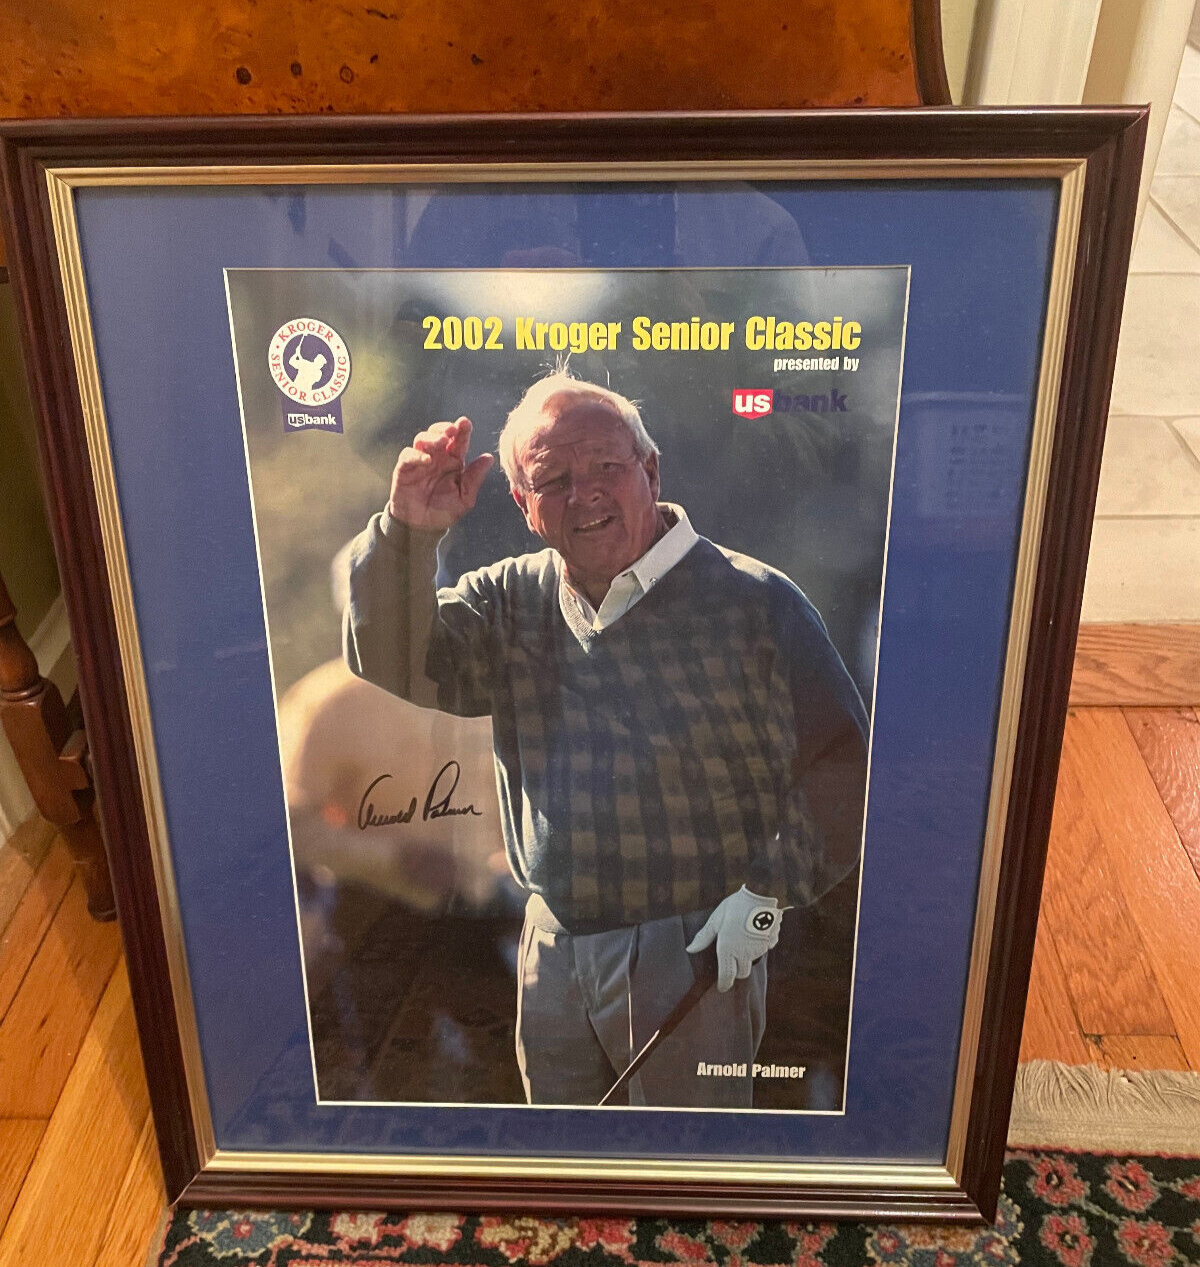 2002 Kroger Senior Classic
presented by
usbank
KROGER
SENIOR CLASSIC
usbank
Arnold Palmer
Arnold Palmer